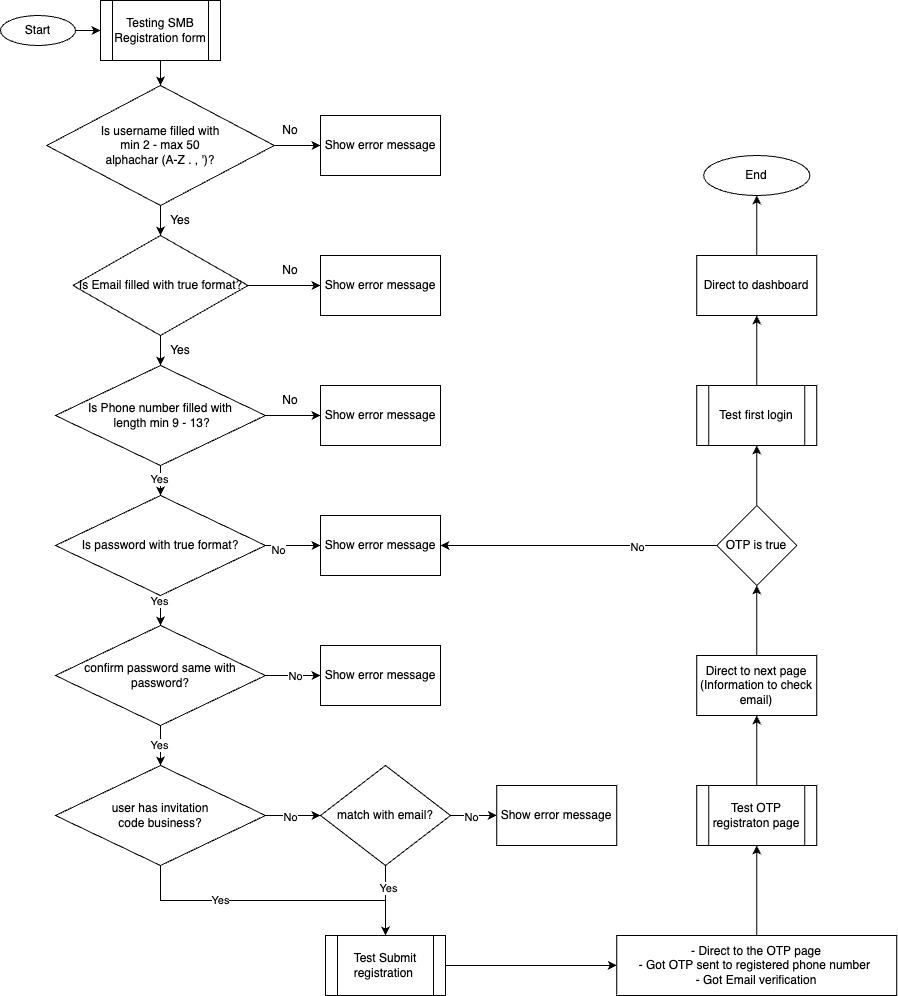 Start
Testing SMB
Registration form
Is username filled with
min 2 - max 50
alphachar (A-Z . , ')?
No
Show error message
Yes
End
Is Email filled with true format?
No
Show error message
Direct to dashboard
Yes
Is Phone number filled with
length min 9 - 13?
No
Show error message
Test first login
Yes
Is password with true format?
No
Show error message
No
OTP is true
Yes
confirm password same with
password?
No
Show error message
Direct to next page
(Information to check
email)
Yes
user has invitation
code business?
No
match with email?
No
Show error message
Test OTP
registraton page
Yes
Yes
Test Submit
registration
- Direct to the OTP page
- Got OTP sent to registered phone number
- Got Email verification